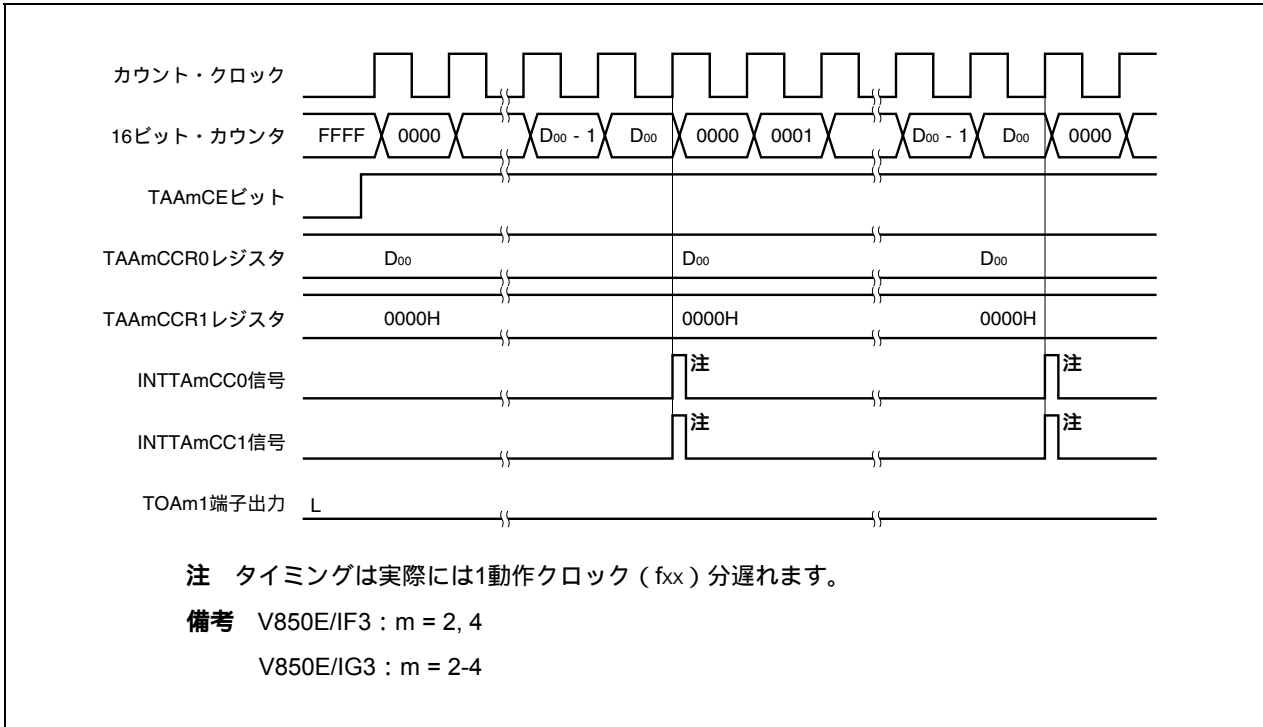 カウント・クロック
16ビット・カウンタ FFFF 0000 D00 - 1 D00 0000 0001 D00 - 1 D00 0000
TAAmCEビット
TAAmCCR0レジスタ D00 D00 D00
TAAmCCR1レジスタ 0000H 0000H 0000H
INTTAmCC0信号 注 注
INTTAmCC1信号 注 注
TOAm1端子出力 L
注 タイミングは実際には1動作クロック（fxx）分遅れます。
備考 V850E/IF3：m = 2, 4
V850E/IG3：m = 2-4